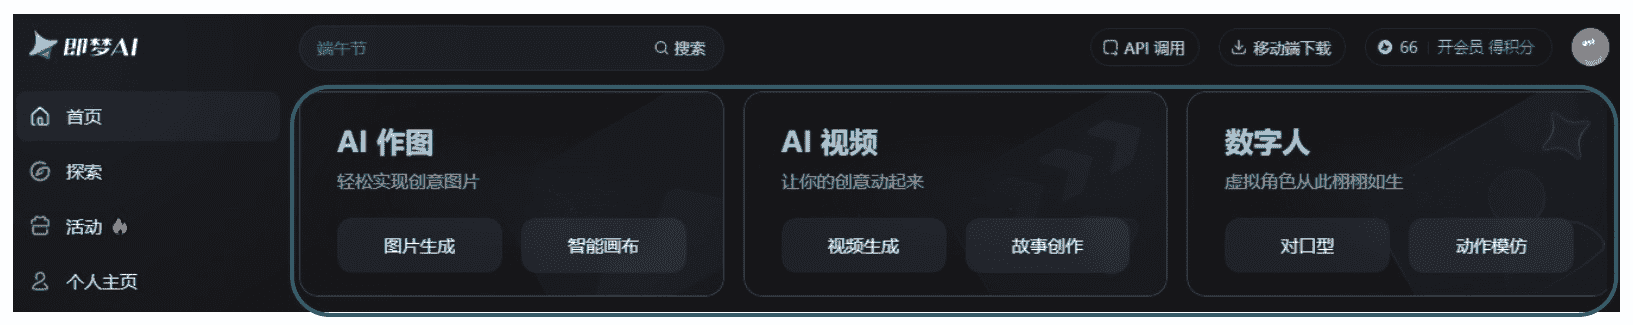 即梦AI
端午节
搜索
API 调用
移动端下载
66
开会员 得积分
首页
探索
活动
个人主页
AI 作图
轻松实现创意图片
图片生成
智能画布
AI 视频
让你的创意动起来
视频生成
故事创作
数字人
虚拟角色从此栩栩如生
对口型
动作模仿